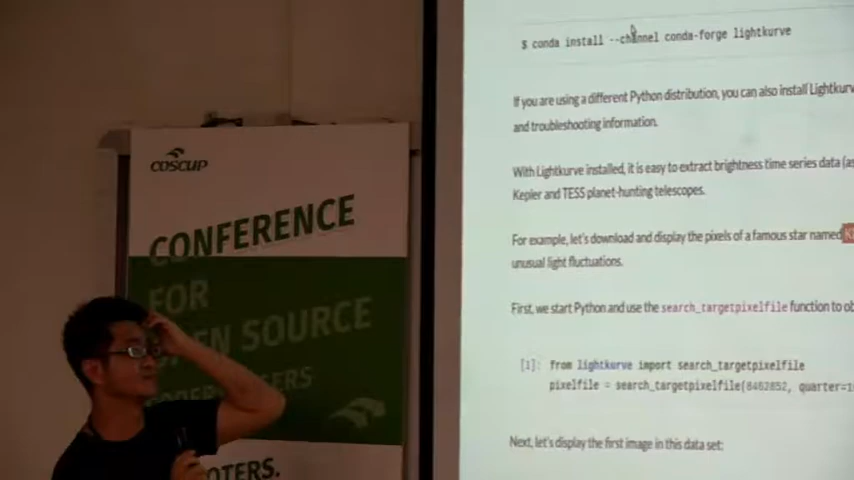 COSCUP
CONFERENCE
FOR
OPEN SOURCE
$ conda install --channel conda-forge lightkurve
If you are using a different Python distribution, you can also install Lightkurv
and troubleshooting information.
With Lightkurve installed, it is easy to extract brightness time series data (as
Kepler and TESS planet-hunting telescopes.
For example, let's download and display the pixels of a famous star named K
unusual light fluctuations.
First, we start Python and use the search_targetpixelfile function to ob
[1]: from lightkurve import search_targetpixelfile
pixelfile = search_targetpixelfile(8462852, quarter=1
Next, let's display the first image in this data set: